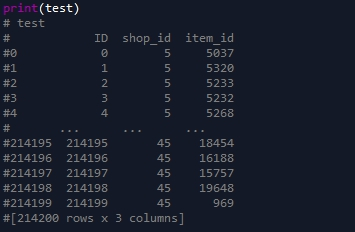 print(test)
# test
#            ID  shop_id  item_id
#0            0        5     5037
#1            1        5     5320
#2            2        5     5233
#3            3        5     5232
#4            4        5     5268
#       ...      ...      ...
#214195  214195       45    18454
#214196  214196       45    16188
#214197  214197       45    15757
#214198  214198       45    19648
#214199  214199       45      969
#[214200 rows x 3 columns]